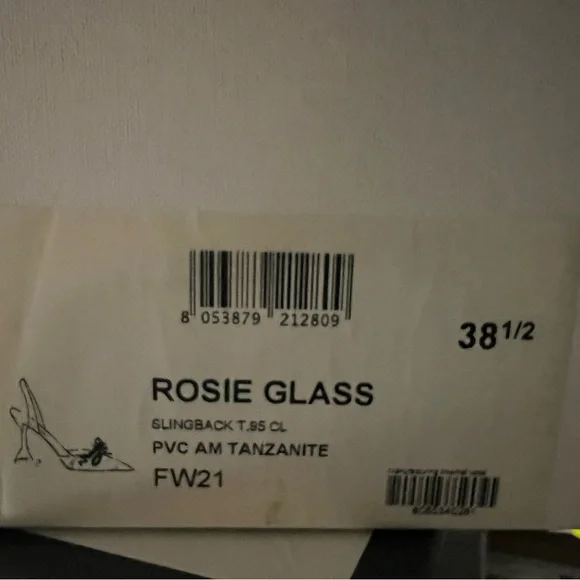 8 053879 212809
38 1/2
ROSIE GLASS
SLINGBACK T.95 CL
PVC AM TANZANITE
FW21